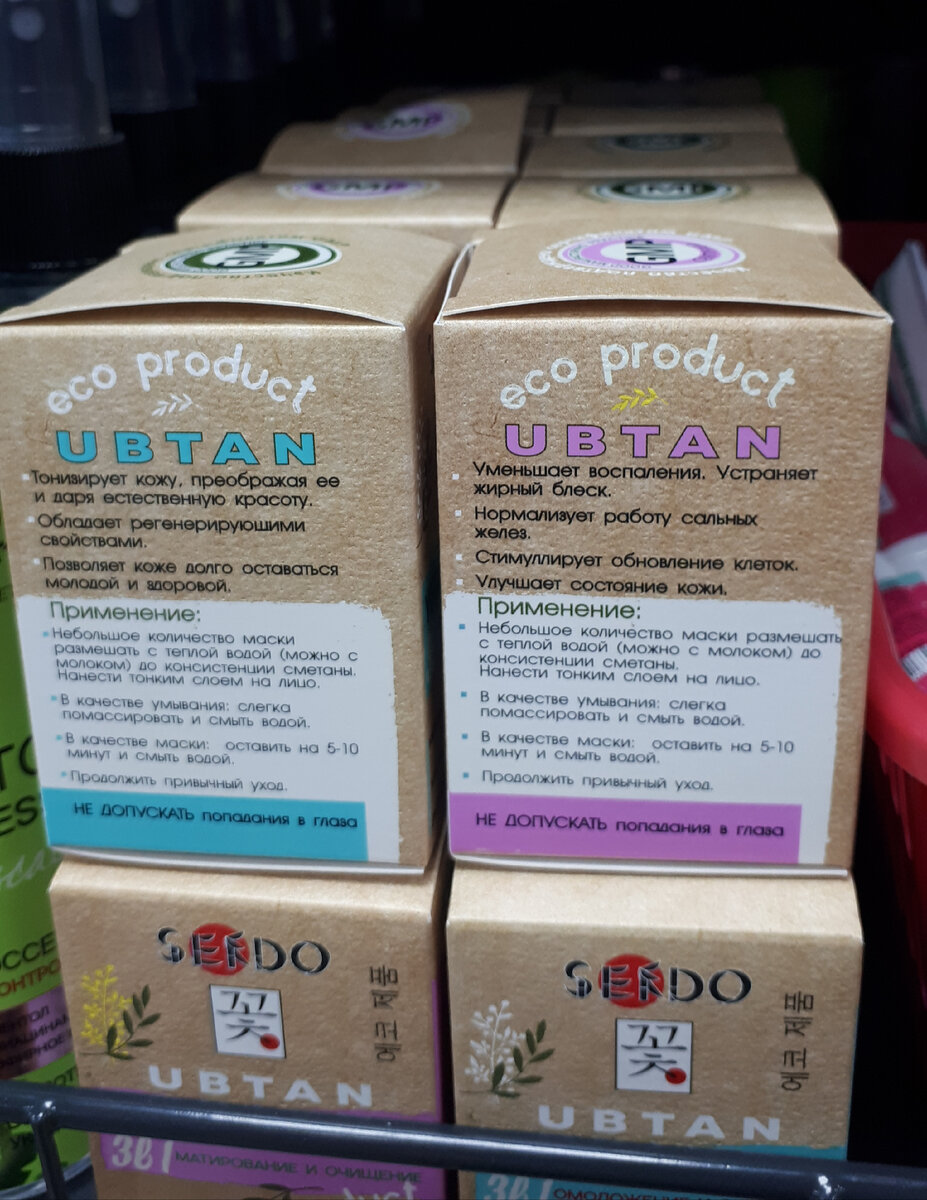 GMP
GMP
GMP
GMP
GMP
eco product
UBTAN
Тонизирует кожу, преображая ее
и даря естественную красоту.
Обладает регенерирующими
свойствами.
Позволяет коже долго оставаться
молодой и здоровой.
Применение:
Небольшое количество маски
размешать с теплой водой (можно с
молоком) до консистенции сметаны.
Нанести тонким слоем на лицо.
В качестве умывания: слегка
помассировать и смыть водой.
В качестве маски: оставить на 5-10
минут и смыть водой.
Продолжить привычный уход.
НЕ ДОПУСКАТЬ попадания в глаза
eco product
UBTAN
Уменьшает воспаления. Устраняет
жирный блеск.
Нормализует работу сальных
желез.
Стимуллирует обновление клеток.
Улучшает состояние кожи.
Применение:
Небольшое количество маски размешать
с теплой водой (можно с молоком) до
консистенции сметаны.
Нанести тонким слоем на лицо.
В качестве умывания: слегка
помассировать и смыть водой.
В качестве маски: оставить на 5-10
минут и смыть водой.
Продолжить привычный уход.
НЕ ДОПУСКАТЬ попадания в глаза
SENDO
꽃
에코 제품
UBTAN
3в1 МАТИРОВАНИЕ И ОЧИЩЕНИЕ
SENDO
꽃
에코 제품
UBTAN
3в1 ОМОЛОЖЕНИЕ